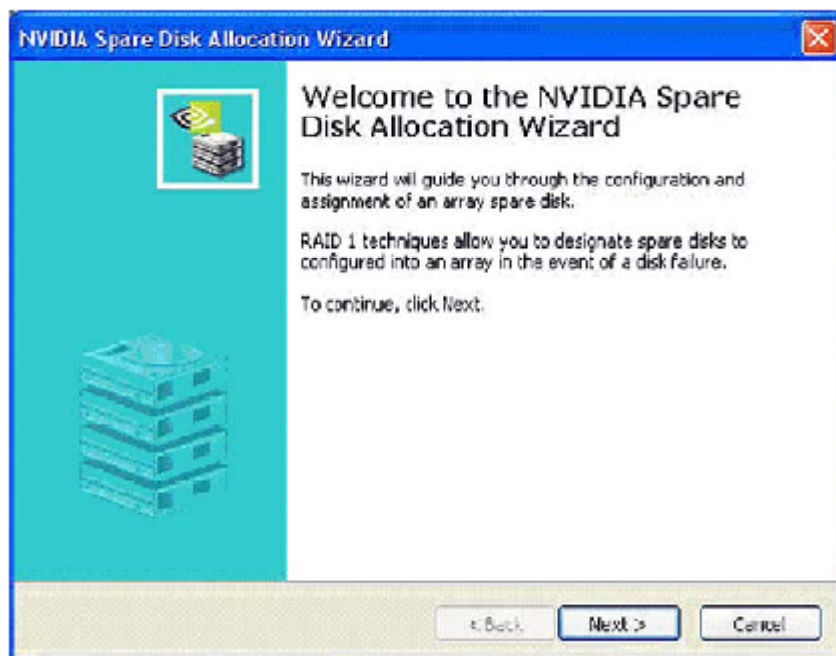 NVIDIA Spare Disk Allocation Wizard
Welcome to the NVIDIA Spare
Disk Allocation Wizard
This wizard will guide you through the configuration and
assignment of an array spare disk.
RAID 1 techniques allow you to designate spare disks to
configured into an array in the event of a disk failure.
To continue, click Next.
< Back
Next >
Cancel